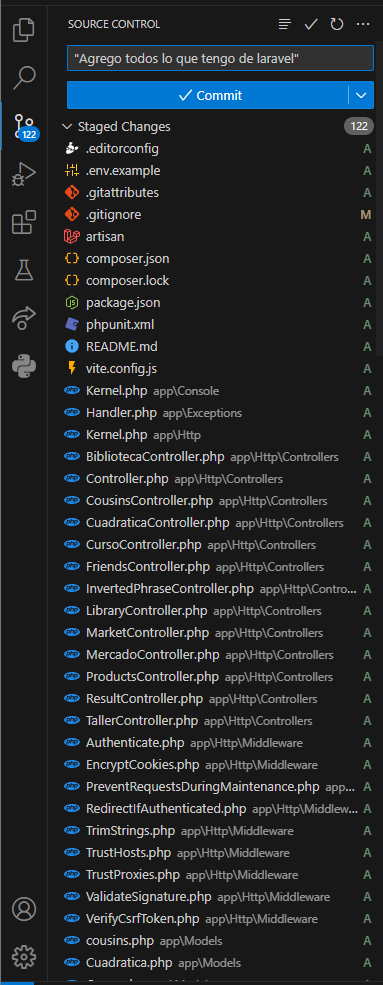 SOURCE CONTROL
"Agrego todos lo que tengo de laravel"
Commit
Staged Changes 122
.editorconfig A
.env.example A
.gitattributes A
122 .gitignore M
artisan A
composer.json A
composer.lock A
package.json A
phpunit.xml A
README.md A
vite.config.js A
Kernel.php app\Console A
Handler.php app\Exceptions A
Kernel.php app\Http A
BibliotecaController.php app\Http\Controllers A
Controller.php app\Http\Controllers A
CousinsController.php app\Http\Controllers A
CuadraticaController.php app\Http\Controllers A
CursoController.php app\Http\Controllers A
FriendsController.php app\Http\Controllers A
InvertedPhraseController.php app\Http\Contro... A
LibraryController.php app\Http\Controllers A
MarketController.php app\Http\Controllers A
MercadoController.php app\Http\Controllers A
ProductsController.php app\Http\Controllers A
ResultController.php app\Http\Controllers A
TallerController.php app\Http\Controllers A
Authenticate.php app\Http\Middleware A
EncryptCookies.php app\Http\Middleware A
PreventRequestsDuringMaintenance.php app... A
RedirectIfAuthenticated.php app\Http\Middlew... A
TrimStrings.php app\Http\Middleware A
TrustHosts.php app\Http\Middleware A
TrustProxies.php app\Http\Middleware A
ValidateSignature.php app\Http\Middleware A
VerifyCsrfToken.php app\Http\Middleware A
cousins.php app\Models A
Cuadratica.php app\Models A